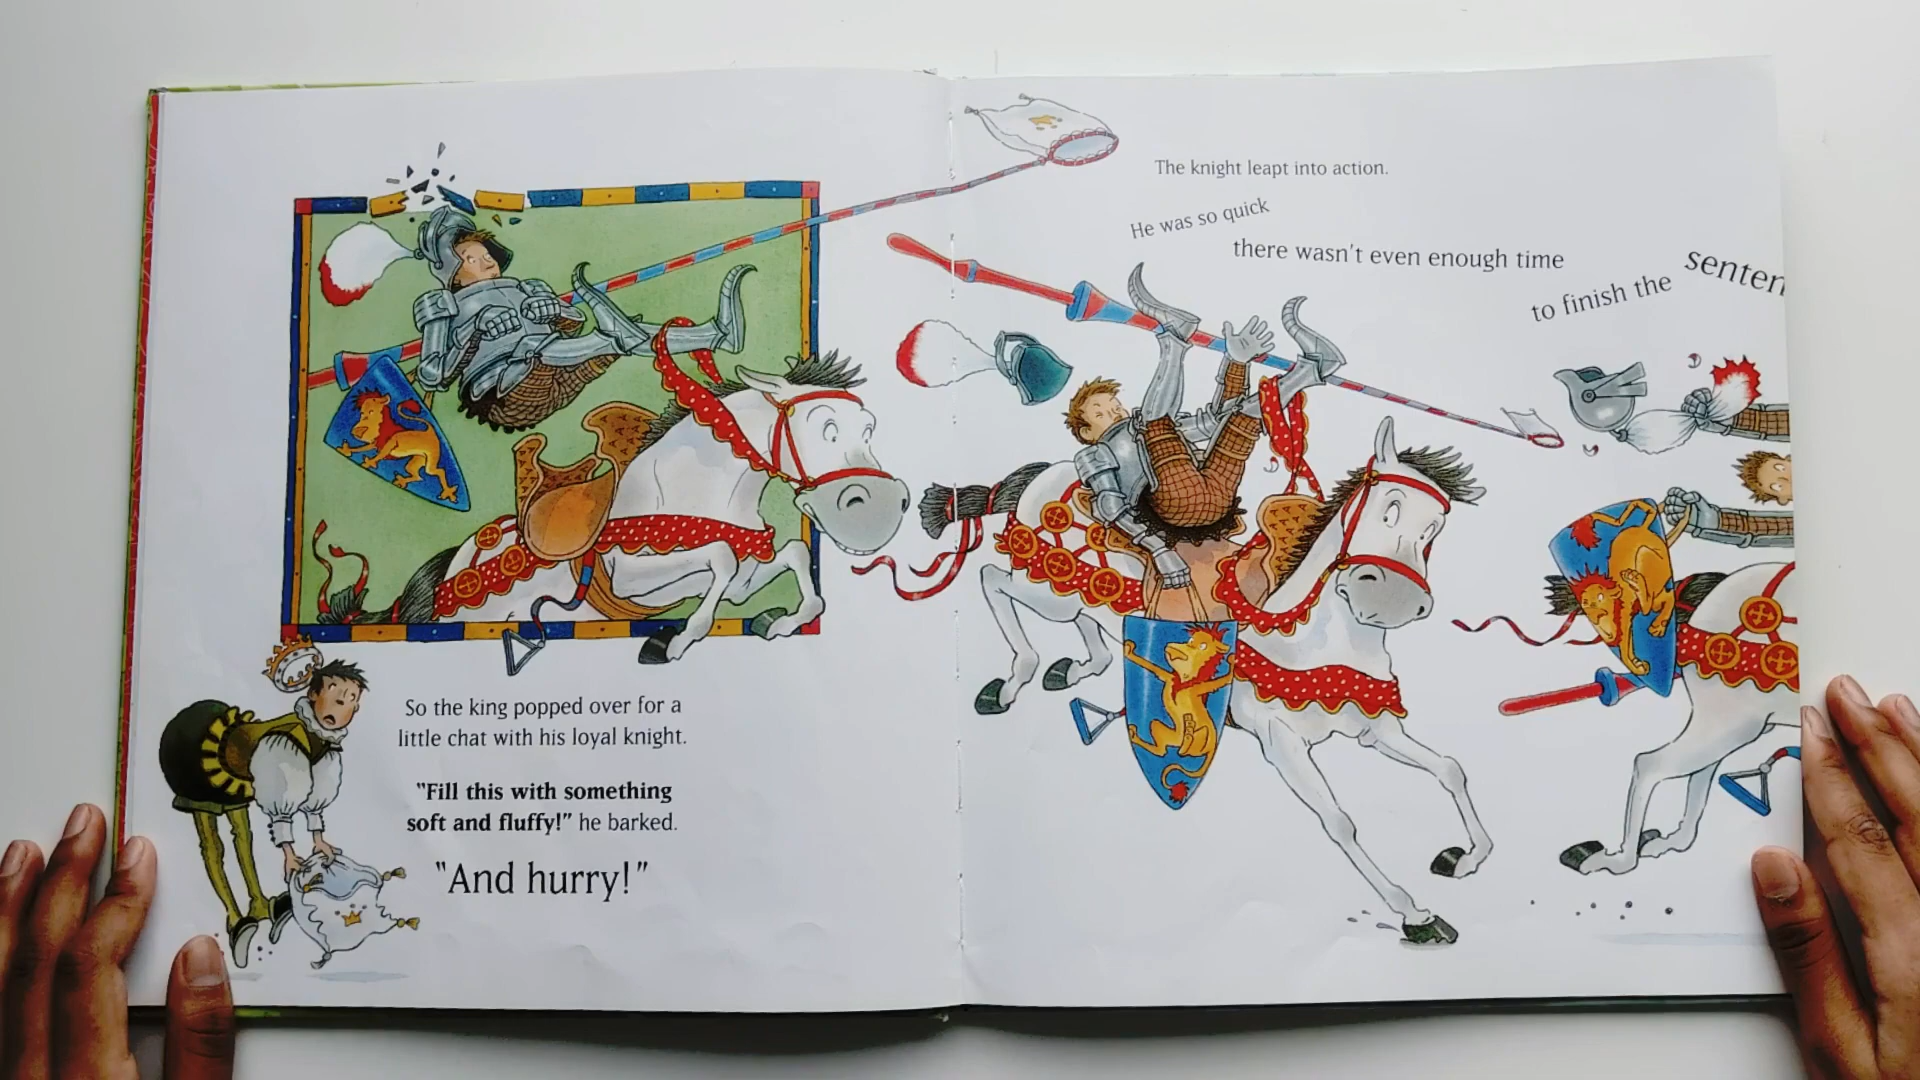 So the king popped over for a
little chat with his loyal knight.
"Fill this with something
soft and fluffy!" he barked.
"And hurry!"
The knight leapt into action.
He was so quick
there wasn't even enough time
to finish the
senten